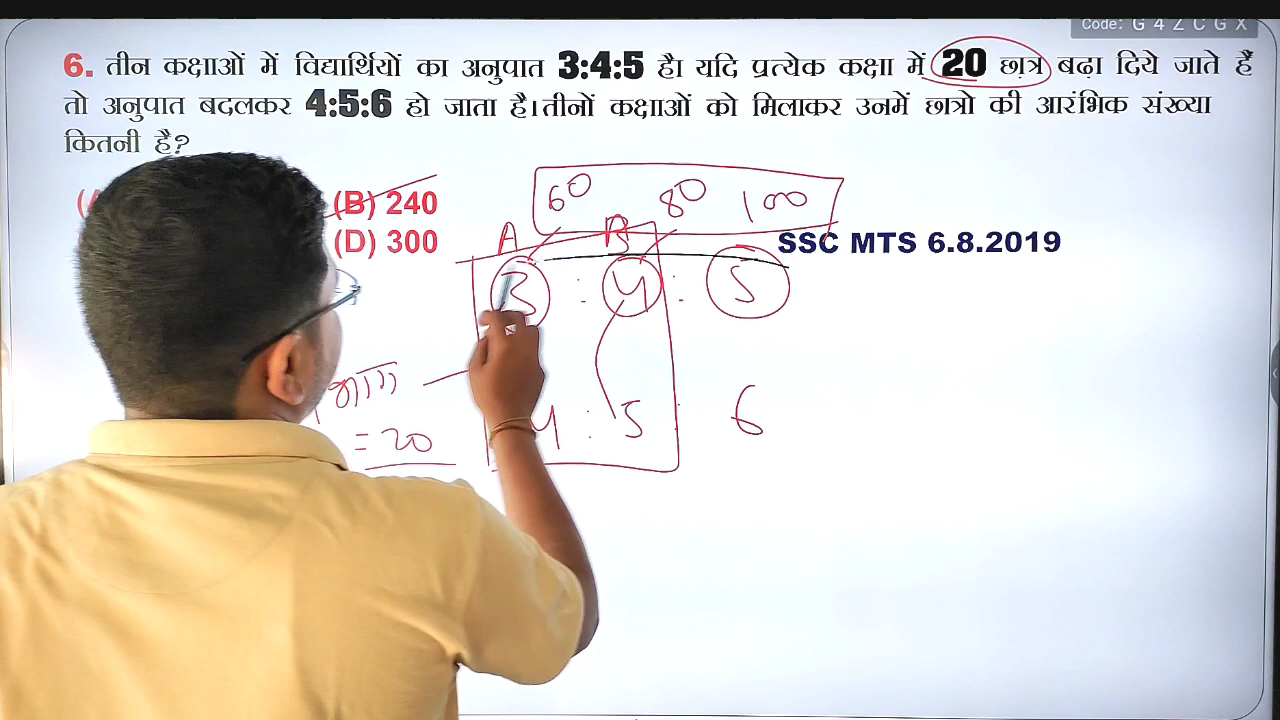 Code: G 4 Z C G X
6. तीन कक्षाओं में विद्यार्थियों का अनुपात 3:4:5 है। यदि प्रत्येक कक्षा में 20 छात्र बढ़ा दिये जाते हैं
तो अनुपात बदलकर 4:5:6 हो जाता है। तीनों कक्षाओं को मिलाकर उनमें छात्रो की आरंभिक संख्या
कितनी है?
(B) 240
60 80 100
(D) 300
A B
SSC MTS 6.8.2019
3 : 4 : 5
भाग
= 20
4 : 5 : 6